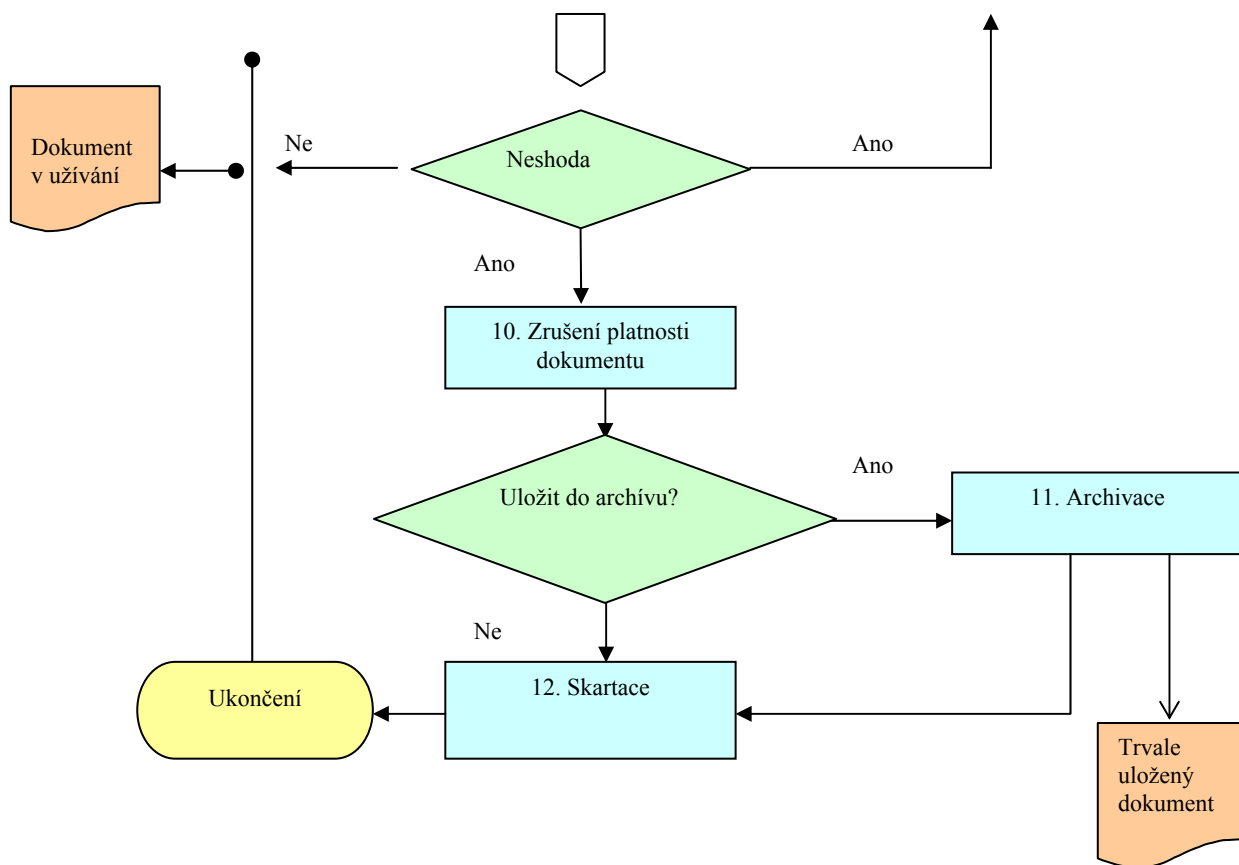 Ne
Ano
Dokument
v užívání
Neshoda
Ano
10. Zrušení platnosti
dokumentu
Uložit do archívu?
Ano
11. Archivace
Ne
Ukončení
12. Skartace
Trvale
uložený
dokument